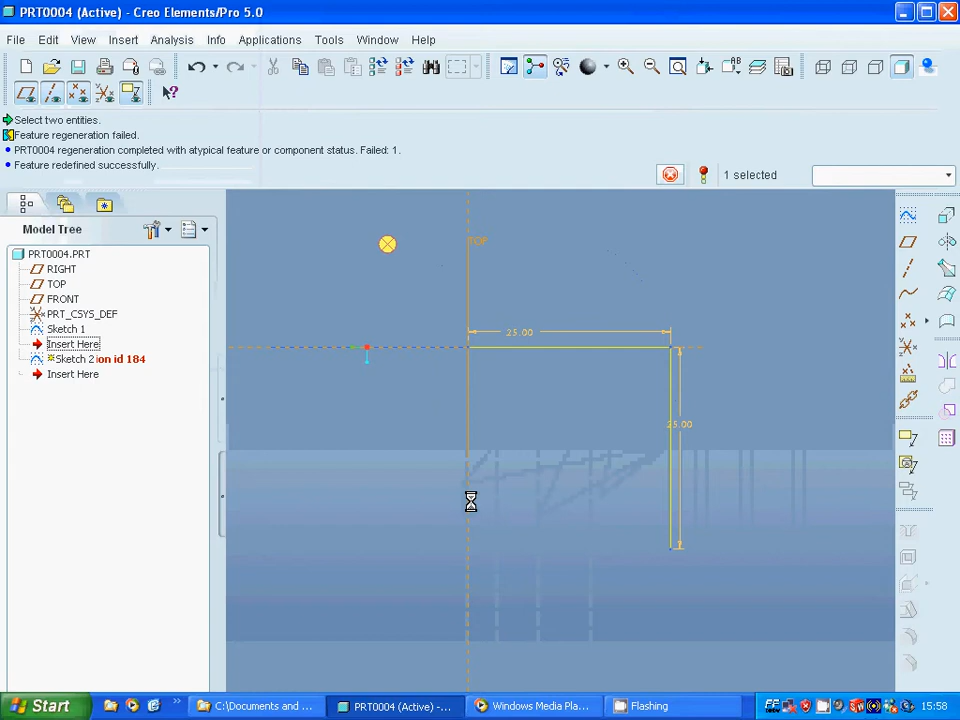 PRT0004 (Active) - Creo Elements/Pro 5.0
File Edit View Insert Analysis Info Applications Tools Window Help
Select two entities.
Feature regeneration failed.
PRT0004 regeneration completed with atypical feature or component status. Failed: 1.
Feature redefined successfully.
1 selected
Model Tree
PRT0004.PRT
RIGHT
TOP
FRONT
PRT_CSYS_DEF
Sketch 1
Insert Here
Sketch 2ion id 184
Insert Here
TOP
25.00
25.00
Start
C:\Documents and ...
PRT0004 (Active) -...
Windows Media Pla...
Flashing
15:58